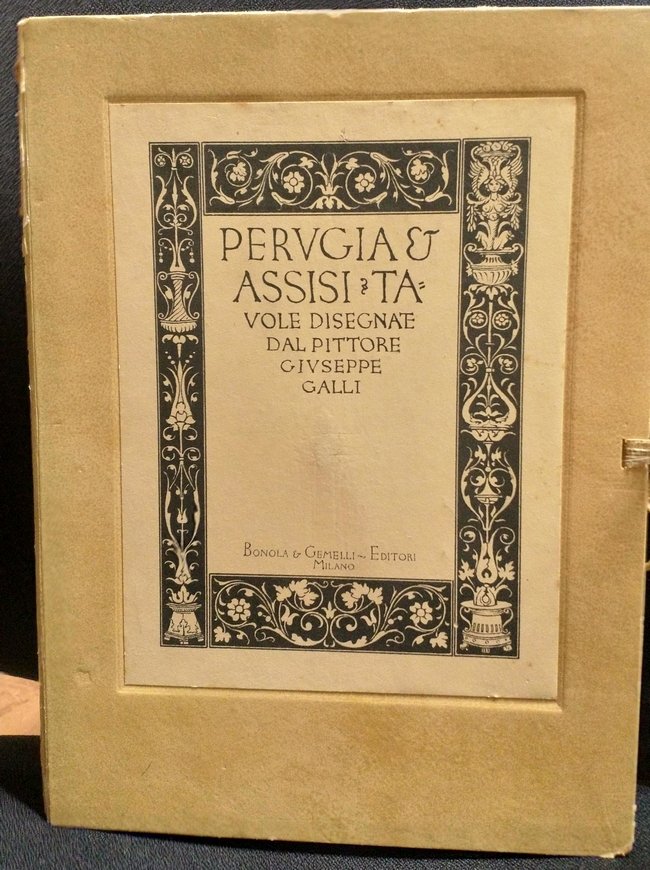 PERVGIA &
ASSISI : TA=
VOLE DISEGNATE
DAL PITTORE
GIVSEPPE
GALLI
BONOLA & GEMELLI ~ EDITORI
MILANO